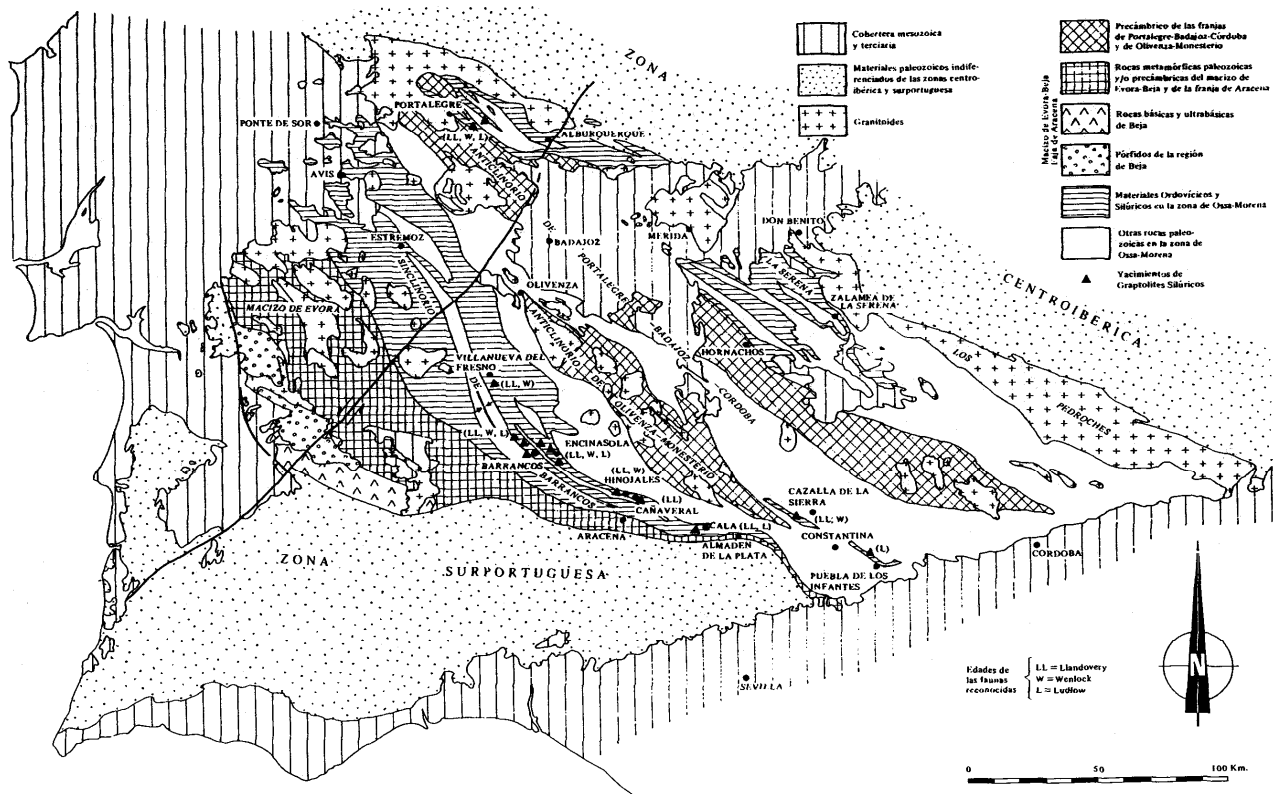 Cobertera mesozoica
y terciaria
Materiales paleozoicos indife-
renciados de las zonas centro-
ibérica y surportuguesa
Granitoides
Macizo de Evora-Beja
Faja de Aracena
Precámbrico de las franjas
de Portalegre-Badajoz-Córduba
y de Olivenza-Monesterio
Rocas metamórficas paleozoicas
y/o precámbricas del macizo de
Evora-Beja y de la franja de Aracena
Rocas básicas y ultrabásicas
de Beja
Pórfidos de la región
de Beja
Materiales Ordovícicos y
Silúricos en la zona de Ossa-Morena
Otras rocas paleo-
zoicas en la zona de
Ossa-Morena
Yacimientos de
Graptolites Silúricos
ZONA
CENTROIBERICA
PORTALEGRE
(LL, W, L)
PONTE DE SOR
ALBURQUERQUE
ANTICLINORIO
AVIS
DE
BADAJOZ
PORTALEGRE
-BADAJOZ
CORDOBA
MERIDA
DON BENITO
LA SERENA
ZALAMEA DE
LA SERENA
ESTREMOZ
SINCLINORIO
OLIVENZA
ANTICLINORIO
DE
OLIVENZA-MONESTERIO
MACIZO DE EVORA
HORNACHOS
LOS
PEDROCHES
VILLANUEVA DEL
FRESNO
(LL, W)
DE
(LL, W, L)
ENCINASOLA
(LL, W, L)
BARRANCOS
BARRANCOS
(LL, W)
HINOJALES
(LL)
CAÑAVERAL
CAZALLA DE LA
SIERRA
(LL; W)
ARACENA
CALA (LL, L)
ALMADEN
DE LA PLATA
CONSTANTINA
(L)
PUEBLA DE LOS
INFANTES
CORDOBA
ZONA
SURPORTUGUESA
SEVILLA
Edades de
las faunas
reconocidas
LL = Llandovery
W = Wenlock
L = Ludlow
N
0 50 100 Km.